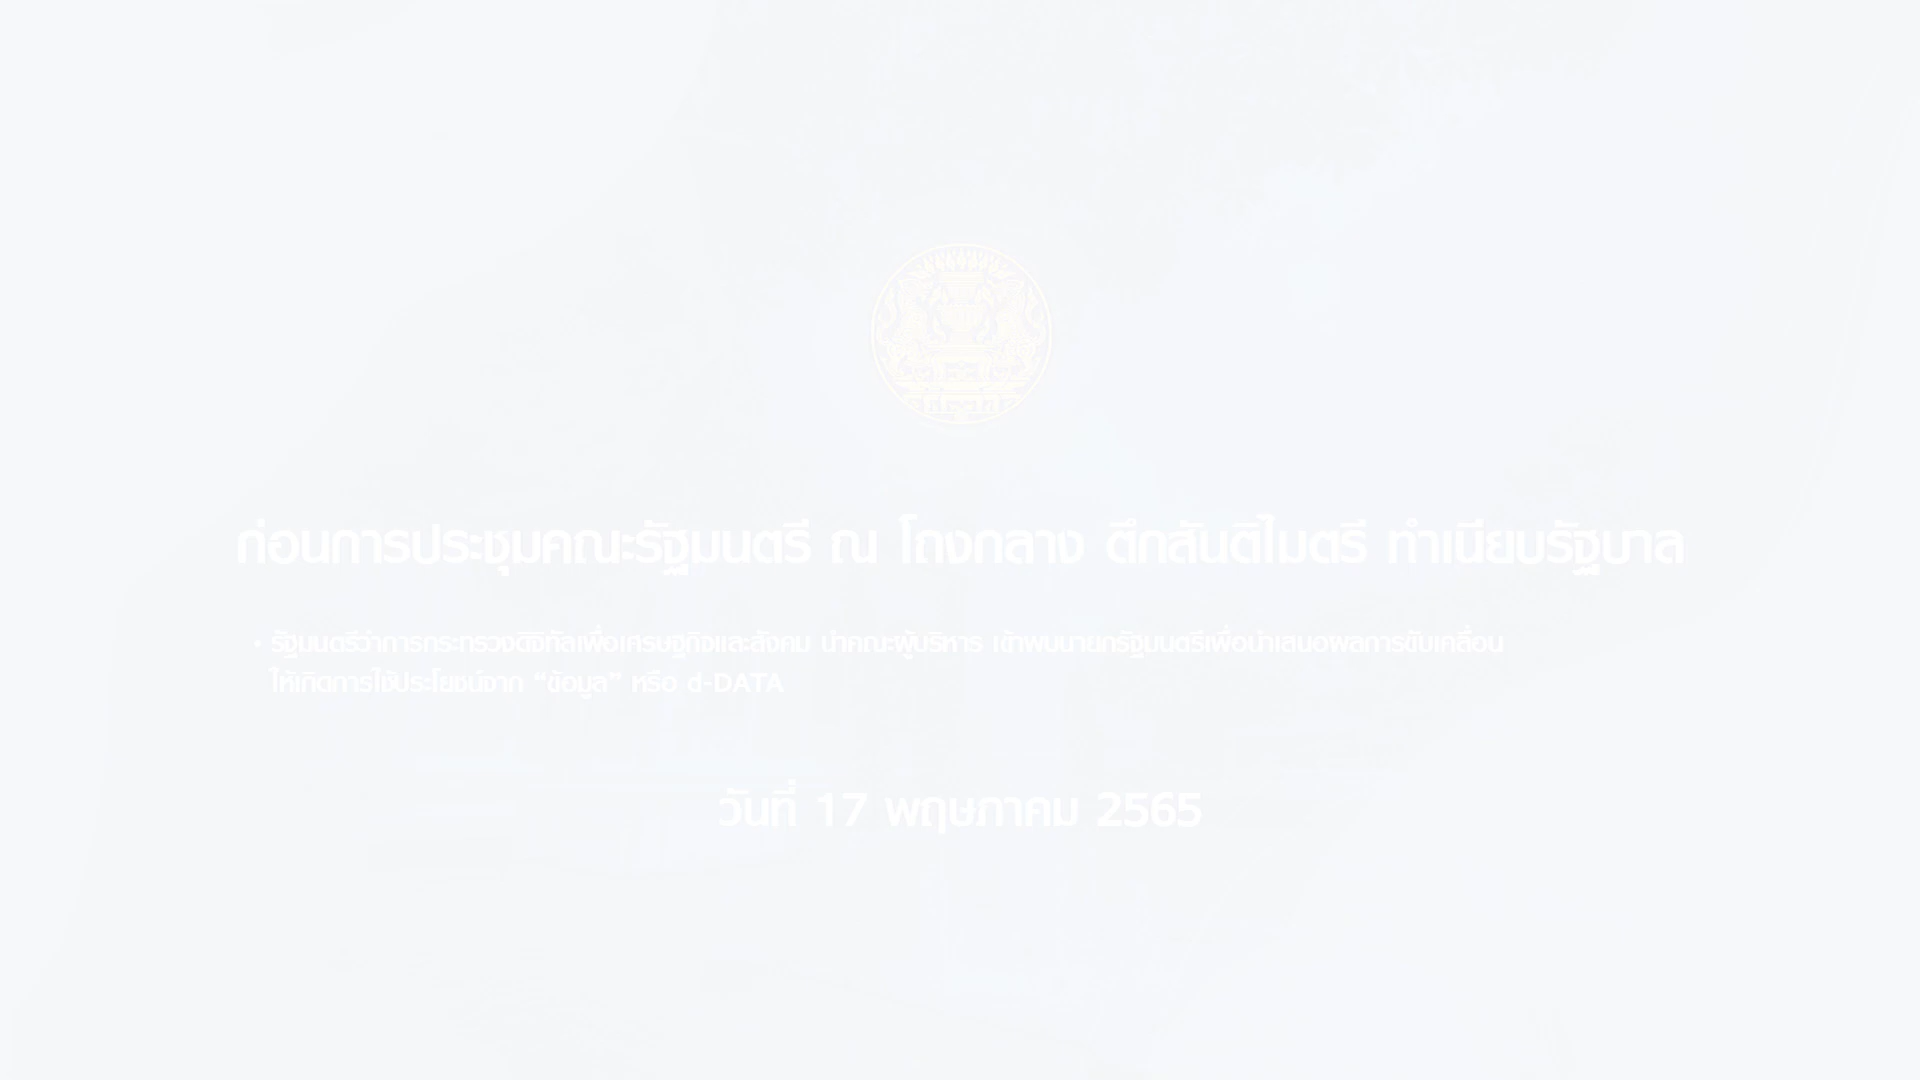 ก่อนการประชุมคณะรัฐมนตรี ณ โถงกลาง ตึกสันติไมตรี ทำเนียบรัฐบาล
• รัฐมนตรีว่าการกระทรวงดิจิทัลเพื่อเศรษฐกิจและสังคม นำคณะผู้บริหาร เข้าพบนายกรัฐมนตรีเพื่อนำเสนอผลการขับเคลื่อน
ให้เกิดการใช้ประโยชน์จาก “ข้อมูล” หรือ d-DATA
วันที่ 17 พฤษภาคม 2565